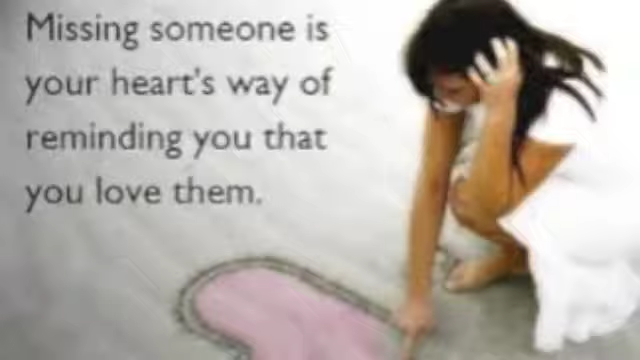 Missing someone is
your heart's way of
reminding you that
you love them.